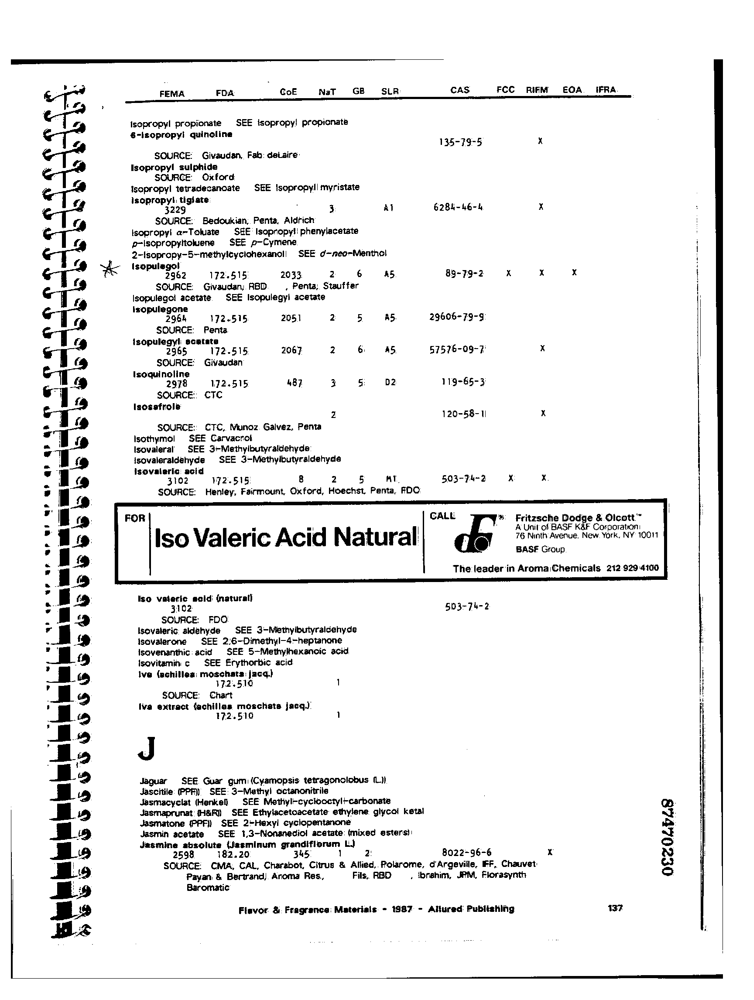 FEMA FDA CoE NaT GB SLR CAS FCC RIFM EOA IFRA
Isopropyl propionate SEE Isopropyl propionate
6-Isopropyl quinoline
135-79-5 X
SOURCE: Givaudan, Fab deLaire
Isopropyl sulphide
SOURCE: Oxford
Isopropyl tetradecanoate SEE Isopropyl myristate
Isopropyl tiglate
3229 3 A1 6284-46-4 X
SOURCE: Bedoukian, Penta, Aldrich
Isopropyl α-Toluate SEE Isopropyl phenylacetate
p-Isopropyltoluene SEE p-Cymene
2-Isopropy-5-methylcyclohexanol SEE d-neo-Menthol
Isopulegol
2962 172.515 2033 2 6 A5 89-79-2 X X X
SOURCE: Givaudan, RBD , Penta, Stauffer
Isopulegol acetate SEE Isopulegyl acetate
Isopulegone
2964 172.515 2051 2 5 A5 29606-79-9
SOURCE: Penta
Isopulegyl acetate
2965 172.515 2067 2 6 A5 57576-09-7 X
SOURCE: Givaudan
Isoquinoline
2978 172.515 487 3 5 D2 119-65-3
SOURCE: CTC
Isosafrole
2 120-58-1 X
SOURCE: CTC, Munoz Galvez, Penta
Isothymol SEE Carvacrol
Isovaleral SEE 3-Methylbutyraldehyde
Isovaleraldehyde SEE 3-Methylbutyraldehyde
Isovaleric acid
3102 172.515 8 2 5 M1 503-74-2 X X
SOURCE: Henley, Fairmount, Oxford, Hoechst, Penta, FDO
FOR Iso Valeric Acid Natural CALL
Fritzsche Dodge & Olcott™
A Unit of BASF K&F Corporation
76 Ninth Avenue, New York, NY 10011
BASF Group
The leader in Aroma Chemicals 212 929-4100
Iso valeric acid (natural)
3102 503-74-2
SOURCE: FDO
Isovaleric aldehyde SEE 3-Methylbutyraldehyde
Isovalerone SEE 2,6-Dimethyl-4-heptanone
Isovenanthic acid SEE 5-Methylhexanoic acid
Isovitamin c SEE Erythorbic acid
Iva (achillea moschata jacq.)
172.510 1
SOURCE: Chart
Iva extract (achillea moschata jacq.)
172.510 1
J
Jaguar SEE Guar gum (Cyamopsis tetragonolobus (L.))
Jascitile (PPF) SEE 3-Methyl octanonitrile
Jasmacyclat (Henkel) SEE Methyl-cyclooctyl-carbonate
Jasmaprunat (H&R) SEE Ethylacetoacetate ethylene glycol ketal
Jasmatone (PPF) SEE 2-Hexyl cyclopentanone
Jasmin acetate SEE 1,3-Nonanediol acetate (mixed esters)
Jasmine absolute (Jasminum grandiflorum L.)
2598 182.20 345 1 2 8022-96-6 X
SOURCE: CMA, CAL, Charabot, Citrus & Allied, Polarome, d'Argeville, IFF, Chauvet
Payan & Bertrand, Aroma Res., Fils, RBD , Ibrahim, JPM, Florasynth
Baromatic
Flavor & Fragrance Materials - 1987 - Allured Publishing 137
87470230